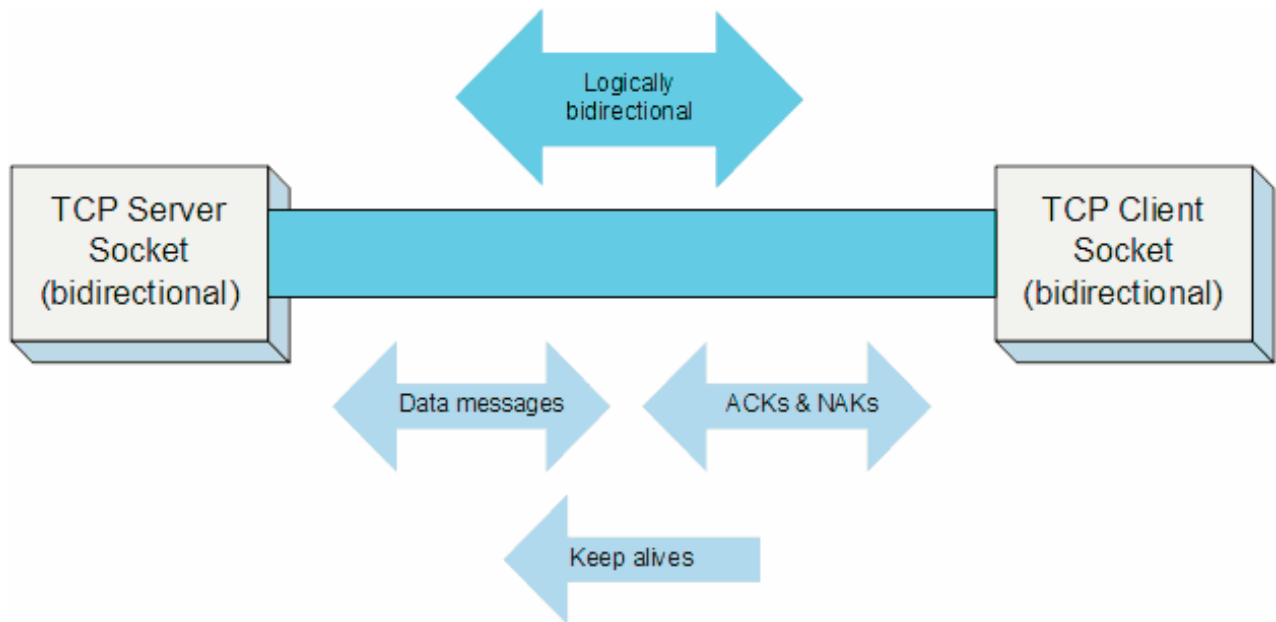 Logically
bidirectional
TCP Server
Socket
(bidirectional)
TCP Client
Socket
(bidirectional)
Data messages
ACKs & NAKs
Keep alives